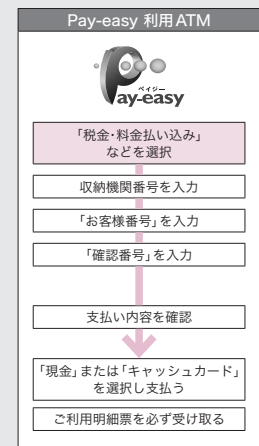 Pay-easy 利用ATM
ペイジー
Pay-easy
「税金・料金払い込み」
などを選択
収納機関番号を入力
「お客様番号」を入力
「確認番号」を入力
支払い内容を確認
「現金」または「キャッシュカード」
を選択し支払う
ご利用明細票を必ず受け取る